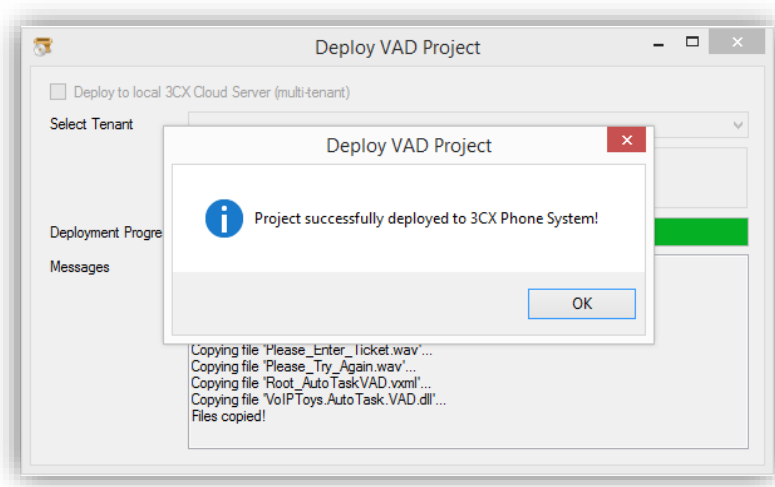 Deploy VAD Project
Deploy to local 3CX Cloud Server (multi-tenant)
Select Tenant
Deploy VAD Project
Project successfully deployed to 3CX Phone System!
OK
Deployment Progre
Messages
Copying file 'Please_Enter_Ticket.wav'...
Copying file 'Please_Try_Again.wav'...
Copying file 'Root_AutoTaskVAD.vxml'...
Copying file 'VoIPToys.AutoTask.VAD.dll'...
Files copied!